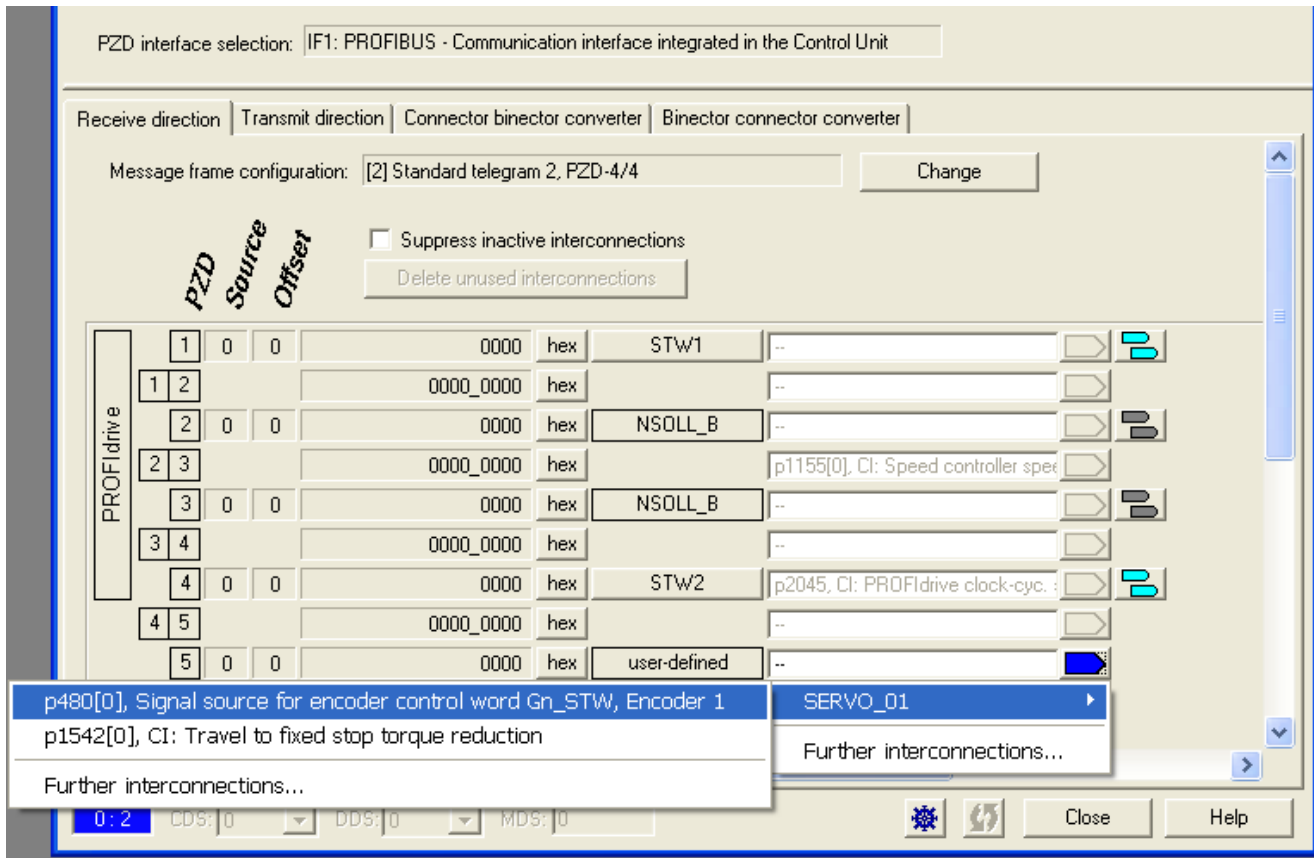 PZD interface selection: IF1: PROFIBUS - Communication interface integrated in the Control Unit
Receive direction Transmit direction Connector binector converter Binector connector converter
Message frame configuration: [2] Standard telegram 2, PZD-4/4 Change
PZD Source Offset
Suppress inactive interconnections
Delete unused interconnections
PROFIdrive
1 0 0 0000 hex STW1 --
1 2 0000_0000 hex --
2 0 0 0000 hex NSOLL_B --
2 3 0000_0000 hex p1155[0], CI: Speed controller spee
3 0 0 0000 hex NSOLL_B --
3 4 0000_0000 hex --
4 0 0 0000 hex STW2 p2045, CI: PROFIdrive clock-cyc. :
4 5 0000_0000 hex --
5 0 0 0000 hex user-defined --
p480[0], Signal source for encoder control word Gn_STW, Encoder 1 SERVO_01
p1542[0], CI: Travel to fixed stop torque reduction
Further interconnections...
Further interconnections...
0 : 2 CDS: 0 DDS: 0 MDS: 0 Close Help